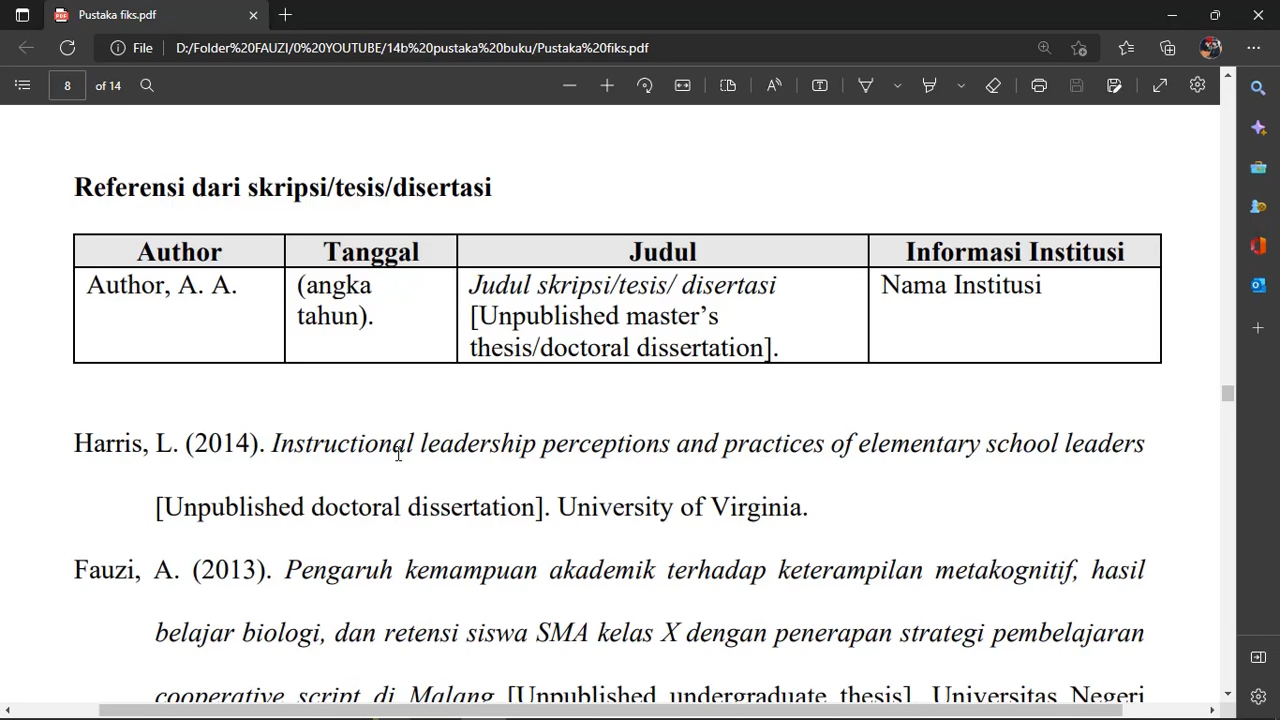 Pustaka fiks.pdf
File
D:/Folder%20FAUZI/0%20YOUTUBE/14b%20pustaka%20buku/Pustaka%20fiks.pdf
8 of 14
Referensi dari skripsi/tesis/disertasi
Author Tanggal Judul Informasi Institusi
Author, A. A. (angka Judul skripsi/tesis/ disertasi Nama Institusi
tahun). [Unpublished master’s
thesis/doctoral dissertation].
Harris, L. (2014). Instructional leadership perceptions and practices of elementary school leaders
[Unpublished doctoral dissertation]. University of Virginia.
Fauzi, A. (2013). Pengaruh kemampuan akademik terhadap keterampilan metakognitif, hasil
belajar biologi, dan retensi siswa SMA kelas X dengan penerapan strategi pembelajaran
cooperative script di Malang [Unpublished undergraduate thesis]. Universitas Negeri